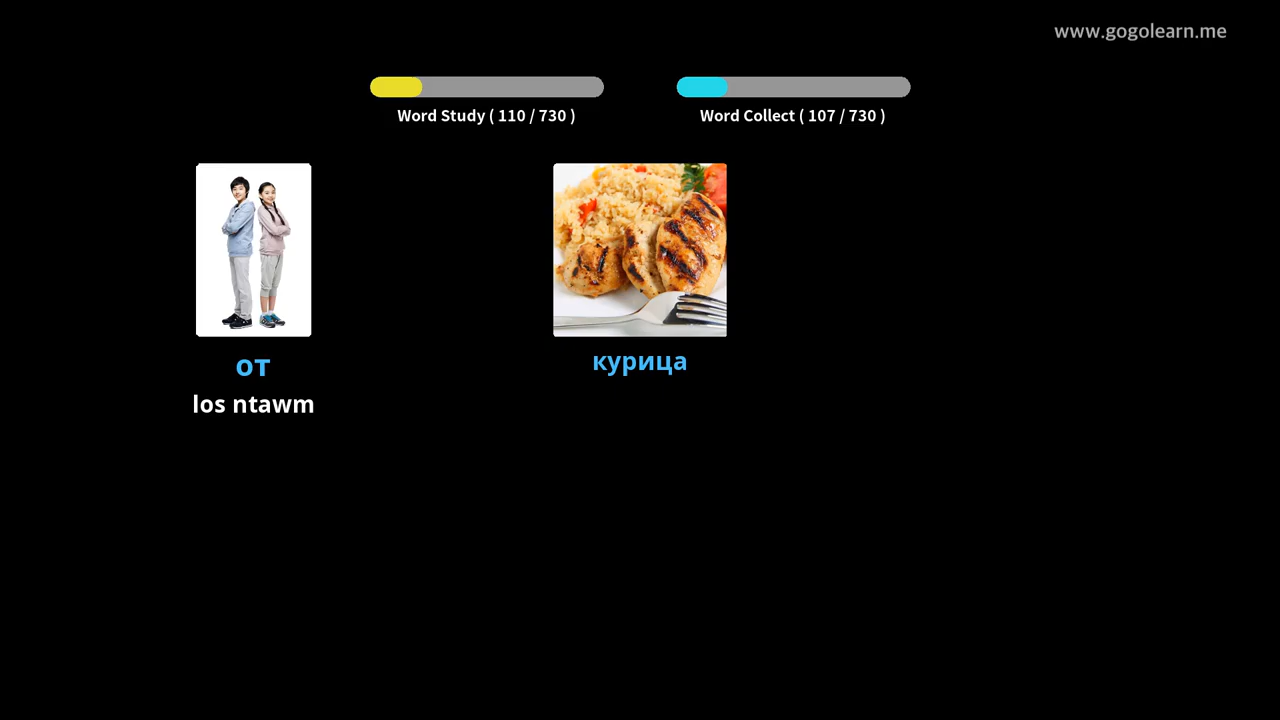 www.gogolearn.me
Word Study ( 110 / 730 )
Word Collect ( 107 / 730 )
от
los ntawm
курица